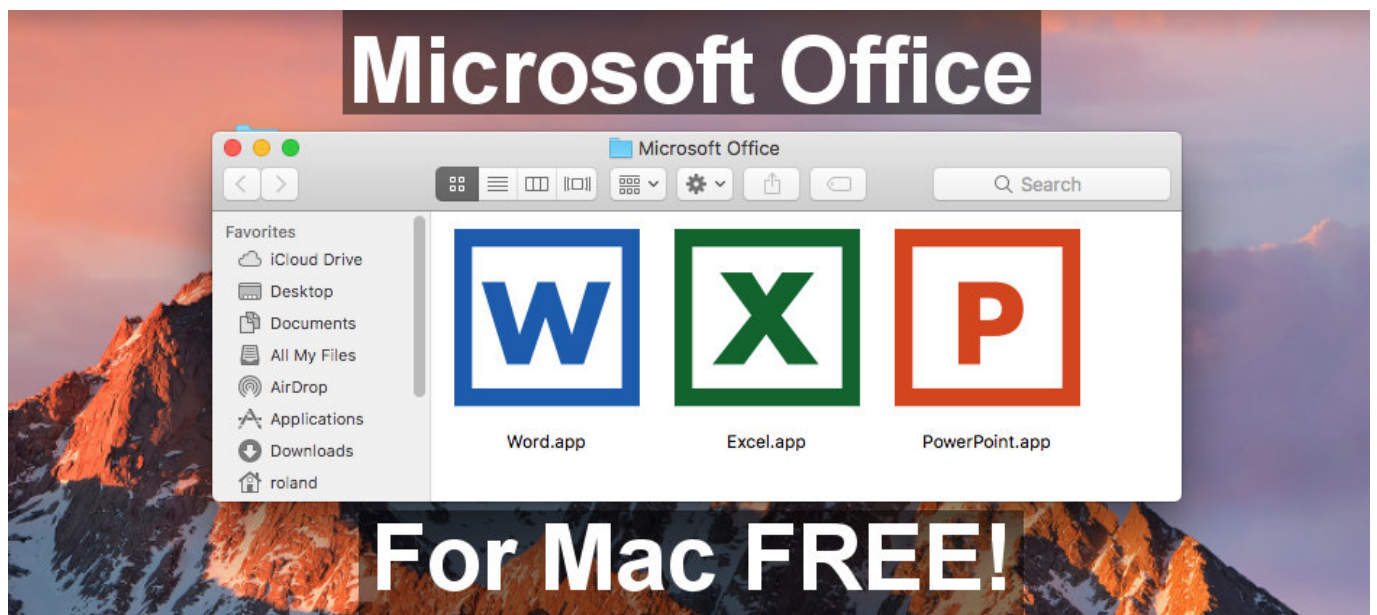 Microsoft Office
Microsoft Office
Search
Favorites
iCloud Drive
Desktop
Documents
All My Files
AirDrop
Applications
Downloads
roland
W X P
Word.app Excel.app PowerPoint.app
For Mac FREE!